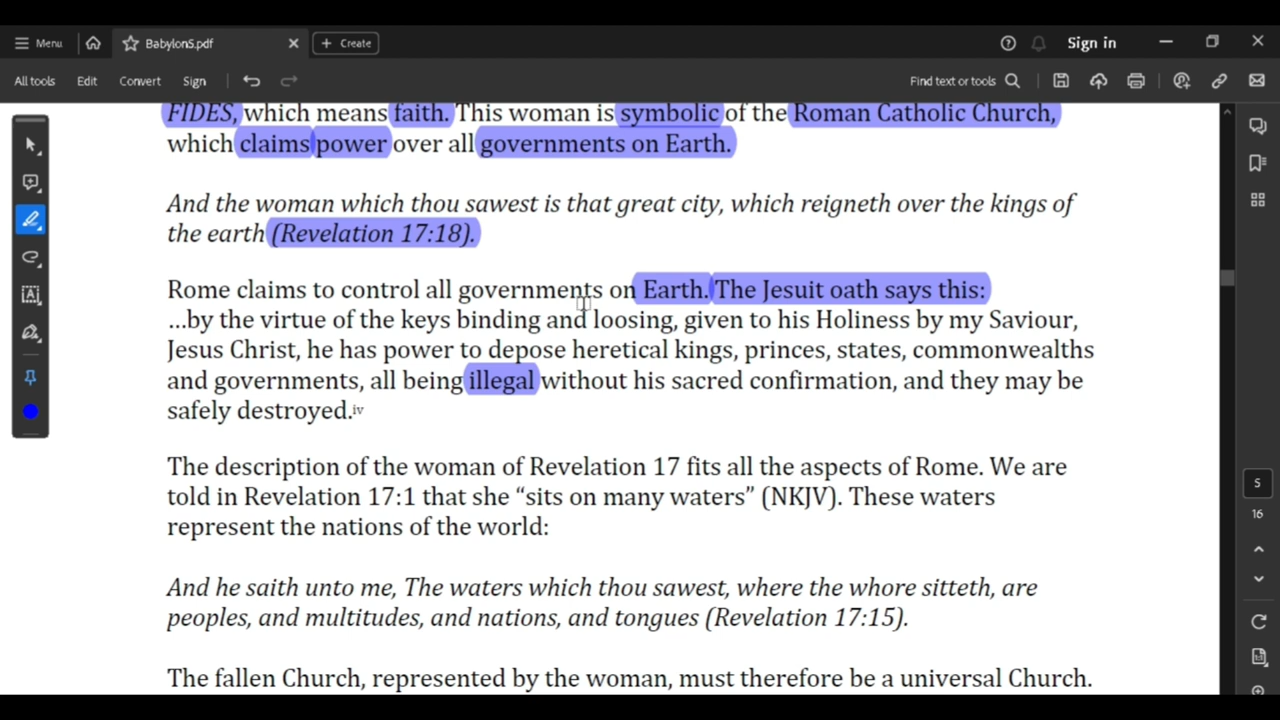 Menu
BabylonS.pdf
Create
Sign in
All tools
Edit
Convert
Sign
Find text or tools
FIDES, which means faith. This woman is symbolic of the Roman Catholic Church,
which claims power over all governments on Earth.
And the woman which thou sawest is that great city, which reigneth over the kings of
the earth (Revelation 17:18).
Rome claims to control all governments on Earth. The Jesuit oath says this:
…by the virtue of the keys binding and loosing, given to his Holiness by my Saviour,
Jesus Christ, he has power to depose heretical kings, princes, states, commonwealths
and governments, all being illegal without his sacred confirmation, and they may be
safely destroyed.iv
The description of the woman of Revelation 17 fits all the aspects of Rome. We are
told in Revelation 17:1 that she “sits on many waters” (NKJV). These waters
represent the nations of the world:
And he saith unto me, The waters which thou sawest, where the whore sitteth, are
peoples, and multitudes, and nations, and tongues (Revelation 17:15).
The fallen Church, represented by the woman, must therefore be a universal Church.
5
16